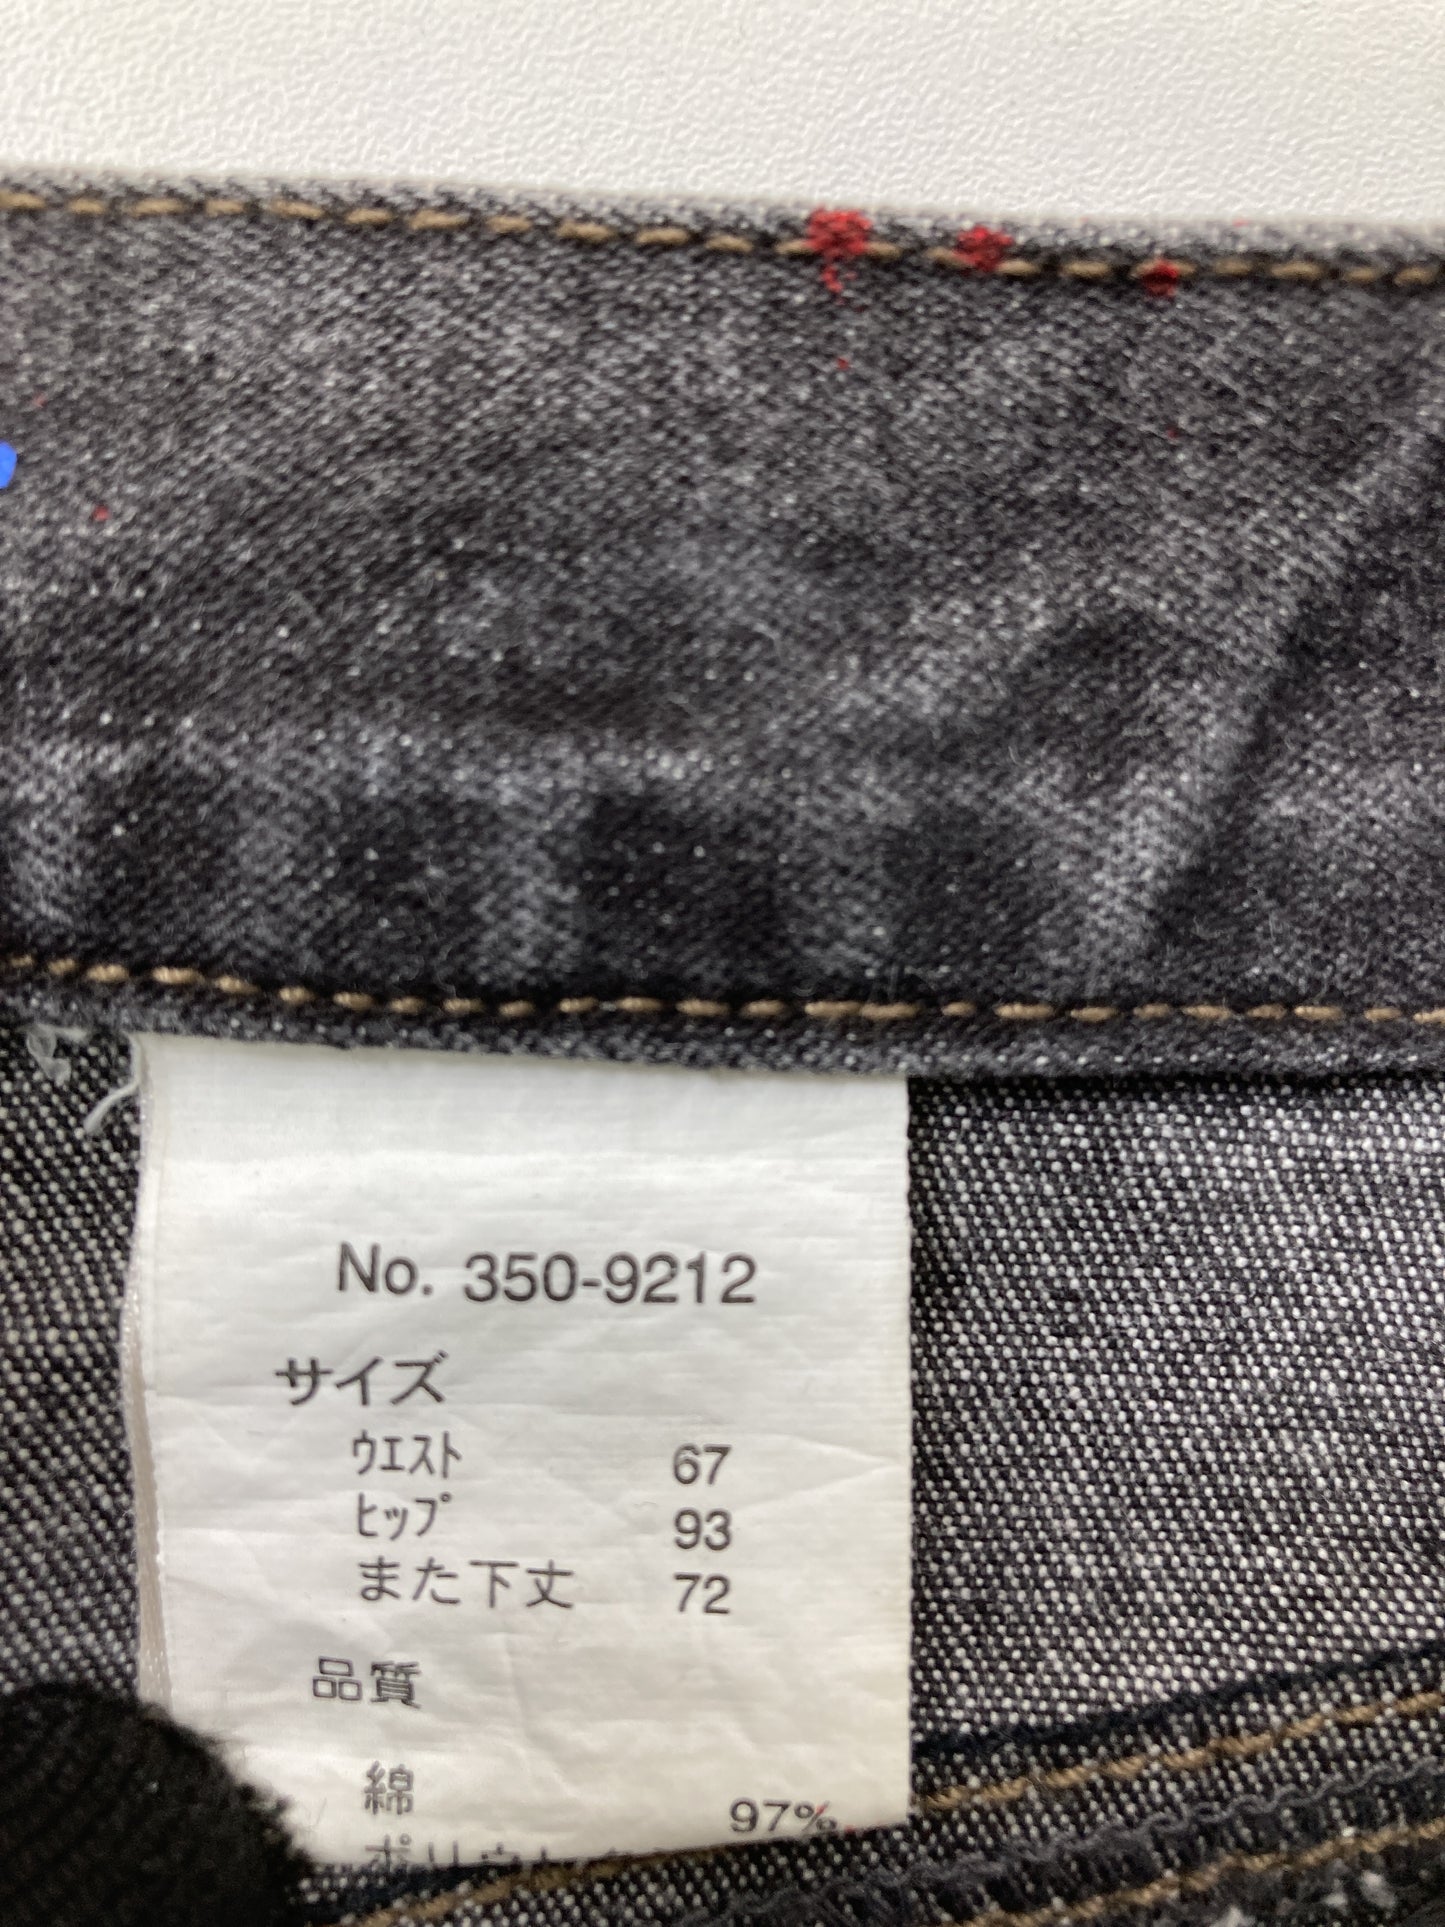 No. 350-9212
サイズ
ｳｴｽﾄ 67
ﾋｯﾌﾟ 93
また下丈 72
品質
綿 97%